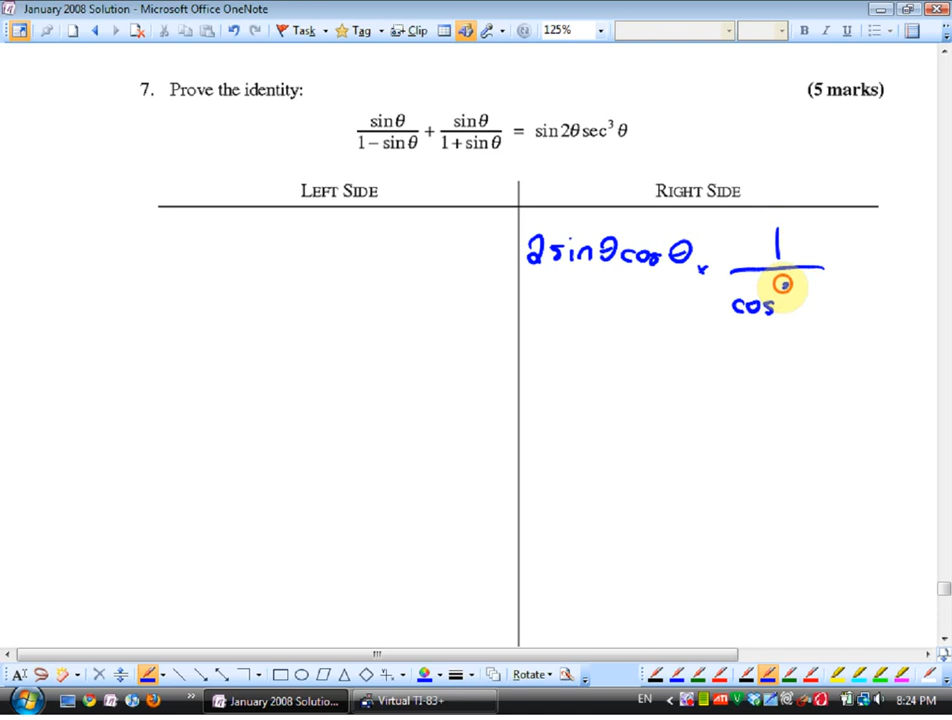 January 2008 Solution - Microsoft Office OneNote
Task Tag Clip 125% B I U
7. Prove the identity: (5 marks)
sinθ/(1 − sinθ) + sinθ/(1 + sinθ) = sin2θ sec³θ
LEFT SIDE RIGHT SIDE
2sinθcosθ × 1/cos
Rotate
January 2008 Solutio... Virtual TI-83+ EN 8:24 PM